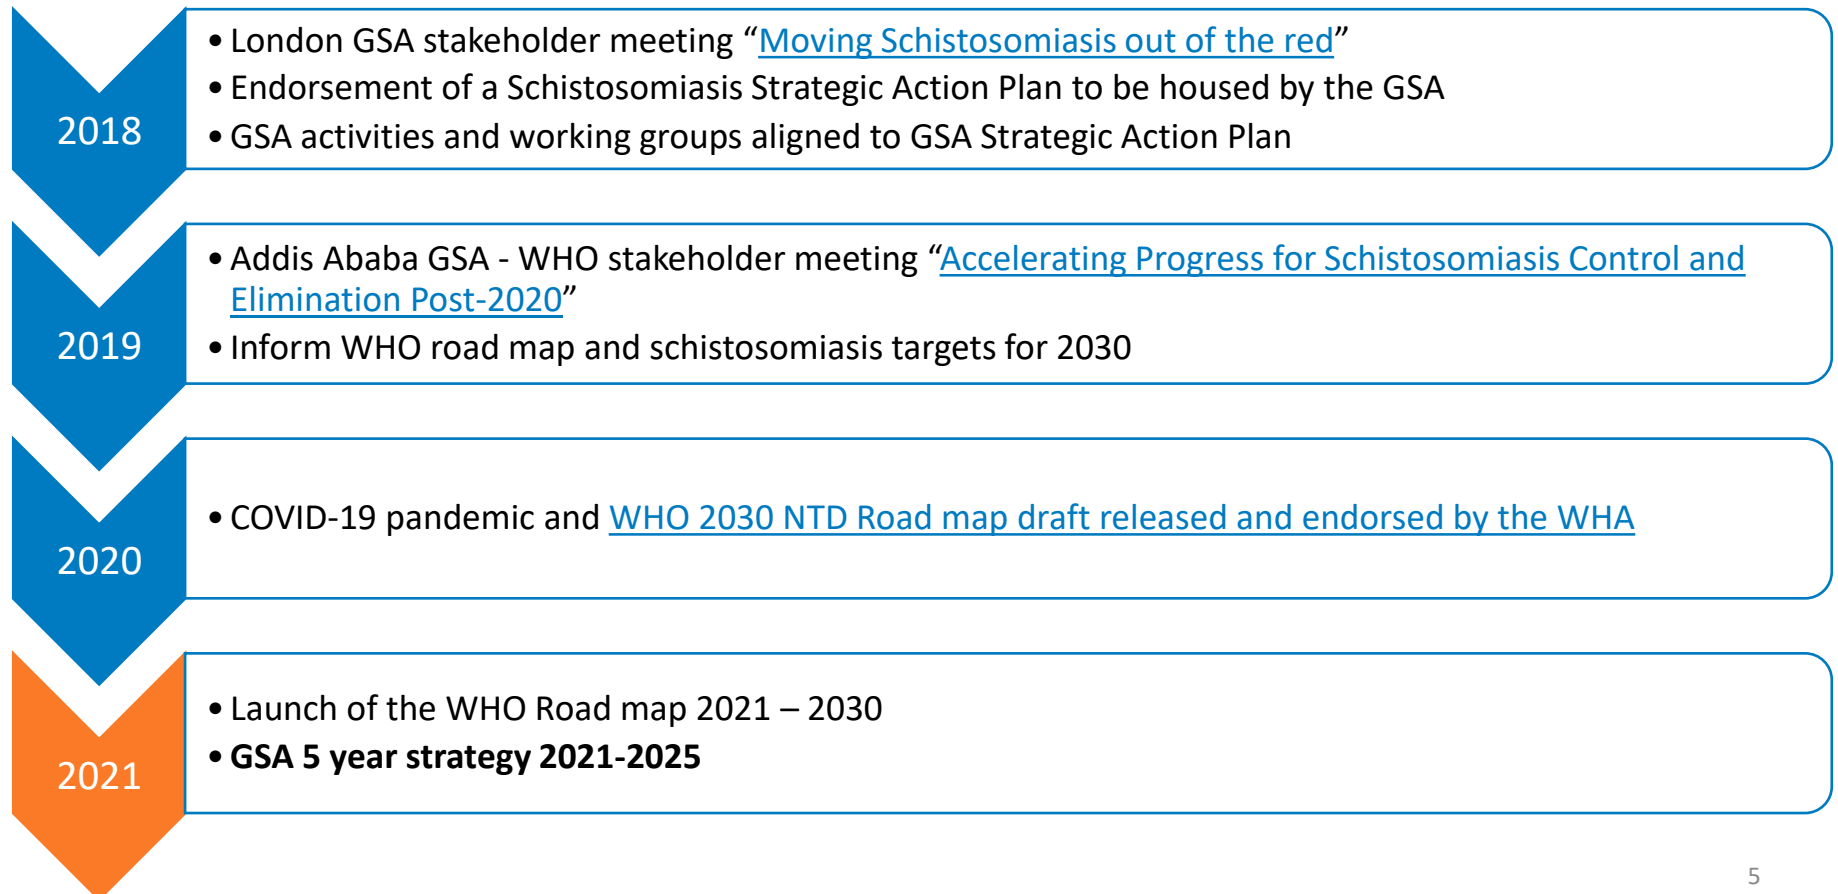 2018
• London GSA stakeholder meeting “Moving Schistosomiasis out of the red”
• Endorsement of a Schistosomiasis Strategic Action Plan to be housed by the GSA
• GSA activities and working groups aligned to GSA Strategic Action Plan
2019
• Addis Ababa GSA - WHO stakeholder meeting “Accelerating Progress for Schistosomiasis Control and
Elimination Post-2020”
• Inform WHO road map and schistosomiasis targets for 2030
2020
• COVID-19 pandemic and WHO 2030 NTD Road map draft released and endorsed by the WHA
2021
• Launch of the WHO Road map 2021 – 2030
• GSA 5 year strategy 2021-2025
5